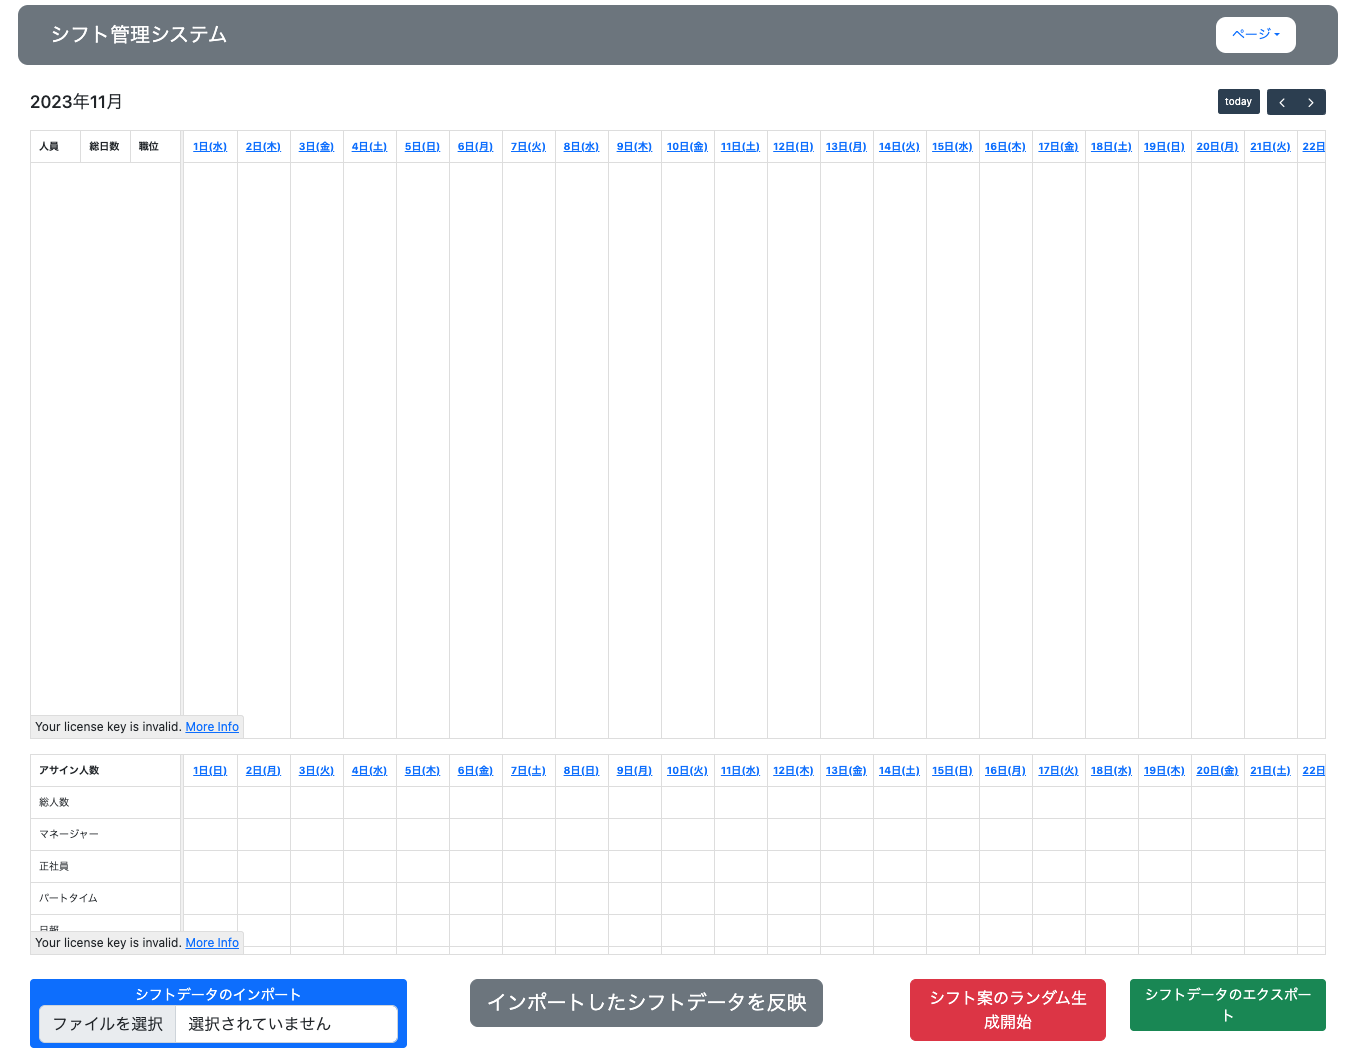 シフト管理システム
ページ
2023年11月
today
人員 総日数 職位 1日(水) 2日(木) 3日(金) 4日(土) 5日(日) 6日(月) 7日(火) 8日(水) 9日(木) 10日(金) 11日(土) 12日(日) 13日(月) 14日(火) 15日(水) 16日(木) 17日(金) 18日(土) 19日(日) 20日(月) 21日(火) 22日
Your license key is invalid. More Info
アサイン人数 1日(日) 2日(月) 3日(火) 4日(水) 5日(木) 6日(金) 7日(土) 8日(日) 9日(月) 10日(火) 11日(水) 12日(木) 13日(金) 14日(土) 15日(日) 16日(月) 17日(火) 18日(水) 19日(木) 20日(金) 21日(土) 22日
総人数
マネージャー
正社員
パートタイム
Your license key is invalid. More Info
シフトデータのインポート
ファイルを選択 選択されていません
インポートしたシフトデータを反映
シフト案のランダム生
成開始
シフトデータのエクスポー
ト